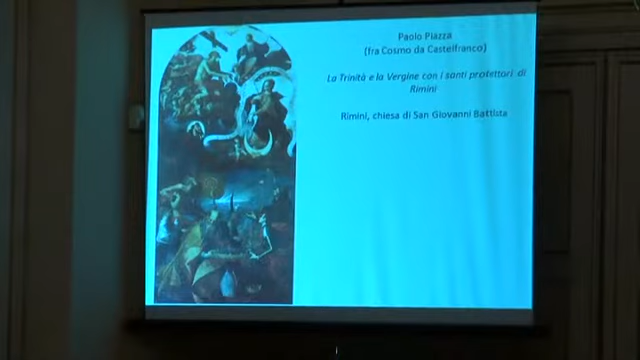 Paolo Piazza
(fra Cosmo da Castelfranco)
La Trinità e la Vergine con i santi protettori di
Rimini
Rimini, chiesa di San Giovanni Battista